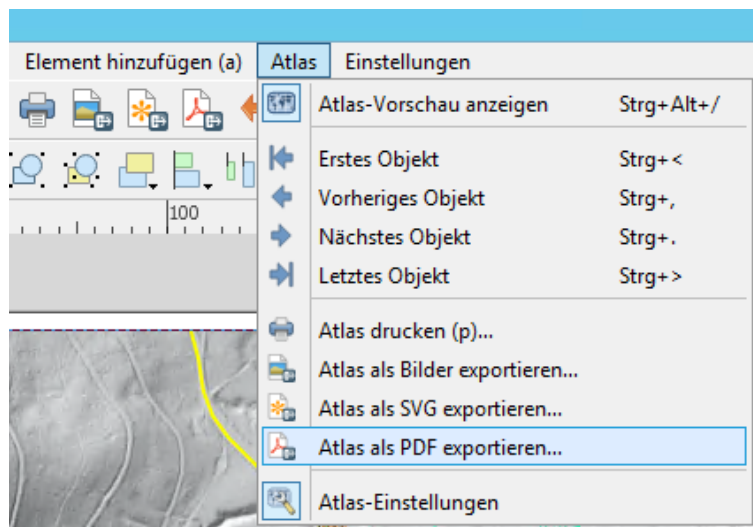 Element hinzufügen (a) Atlas Einstellungen
Atlas-Vorschau anzeigen Strg+Alt+/
Erstes Objekt Strg+<
Vorheriges Objekt Strg+,
100
Nächstes Objekt Strg+.
Letztes Objekt Strg+>
Atlas drucken (p)...
Atlas als Bilder exportieren...
Atlas als SVG exportieren...
Atlas als PDF exportieren...
Atlas-Einstellungen